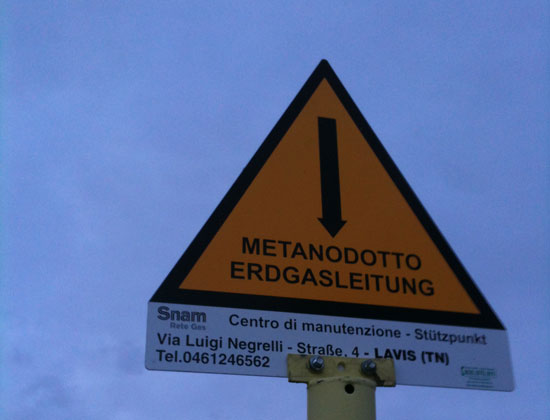 METANODOTTO
ERDGASLEITUNG
Snam
Rete Gas
Centro di manutenzione - Stützpunkt
Via Luigi Negrelli - Straße, 4 - LAVIS (TN)
Tel.0461246562